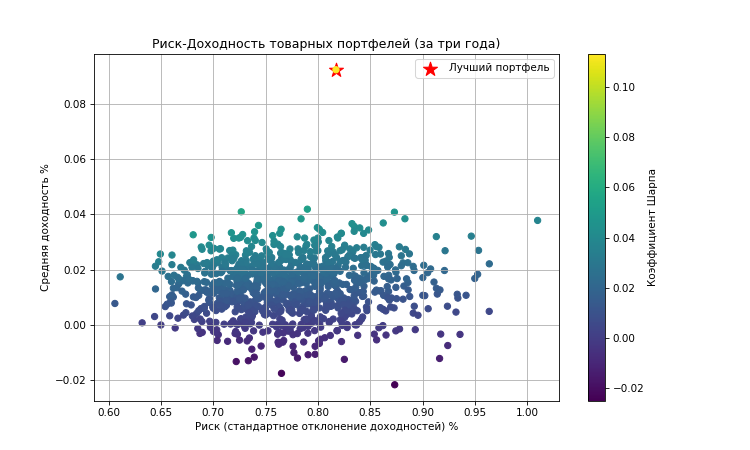 Риск-Доходность товарных портфелей (за три года)
Лучший портфель
Средняя доходность %
0.08
0.06
0.04
0.02
0.00
−0.02
0.60 0.65 0.70 0.75 0.80 0.85 0.90 0.95 1.00
Риск (стандартное отклонение доходностей) %
0.10
0.08
0.06
0.04
0.02
0.00
−0.02
Коэффициент Шарпа